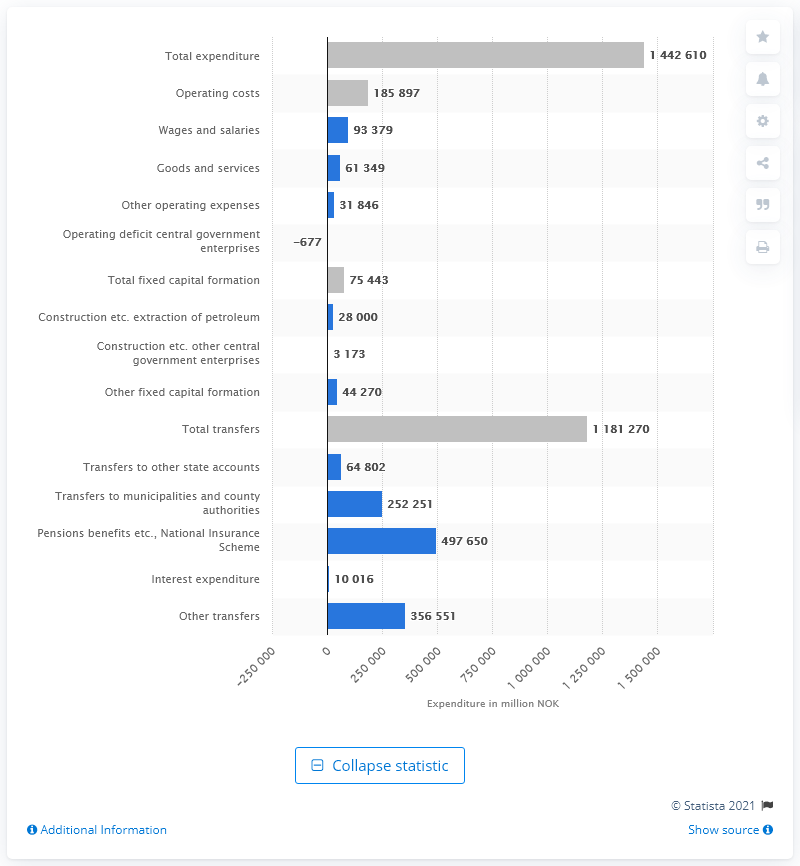 Total expenditure 1 442 610
Operating costs 185 897
Wages and salaries 93 379
Goods and services 61 349
Other operating expenses 31 846
Operating deficit central government
enterprises −677
Total fixed capital formation 75 443
Construction etc. extraction of petroleum 28 000
Construction etc. other central
government enterprises 3 173
Other fixed capital formation 44 270
Total transfers 1 181 270
Transfers to other state accounts 64 802
Transfers to municipalities and county
authorities 252 251
Pensions benefits etc., National Insurance
Scheme 497 650
Interest expenditure 10 016
Other transfers 356 551
−250 000 0 250 000 500 000 750 000 1 000 000 1 250 000 1 500 000
Expenditure in million NOK
Collapse statistic
© Statista 2021
Additional Information Show source